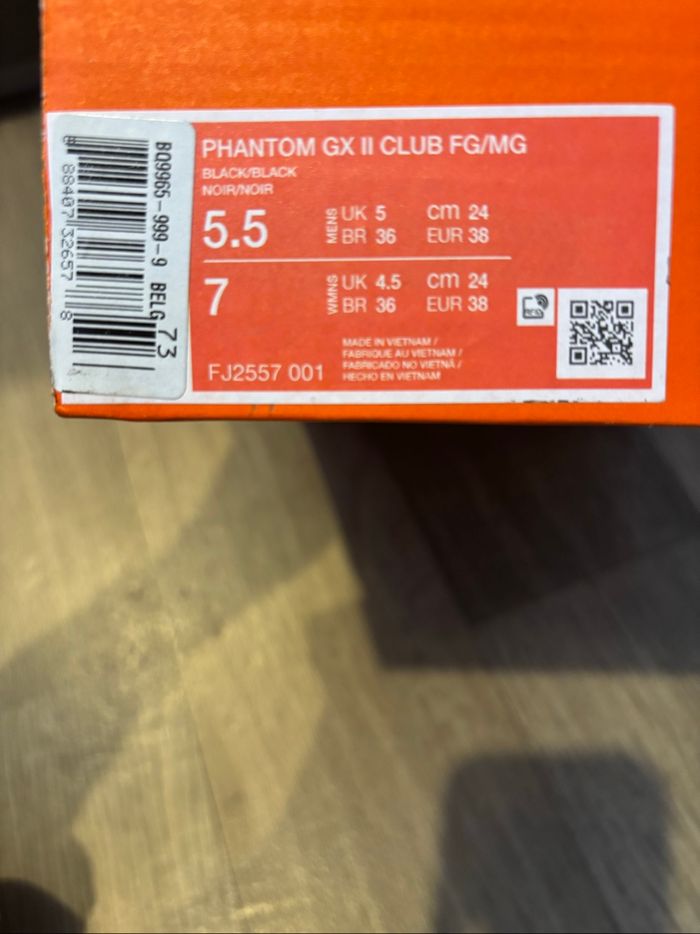 BQ9965-999-9 BELG 73
8 88407 32657 8
PHANTOM GX II CLUB FG/MG
BLACK/BLACK
NOIR/NOIR
5.5 MENS UK 5 cm 24
BR 36 EUR 38
7 WMNS UK 4.5 cm 24
BR 36 EUR 38
FJ2557 001
MADE IN VIETNAM /
FABRIQUE AU VIETNAM /
FABRICADO NO VIETNÃ /
HECHO EN VIETNAM